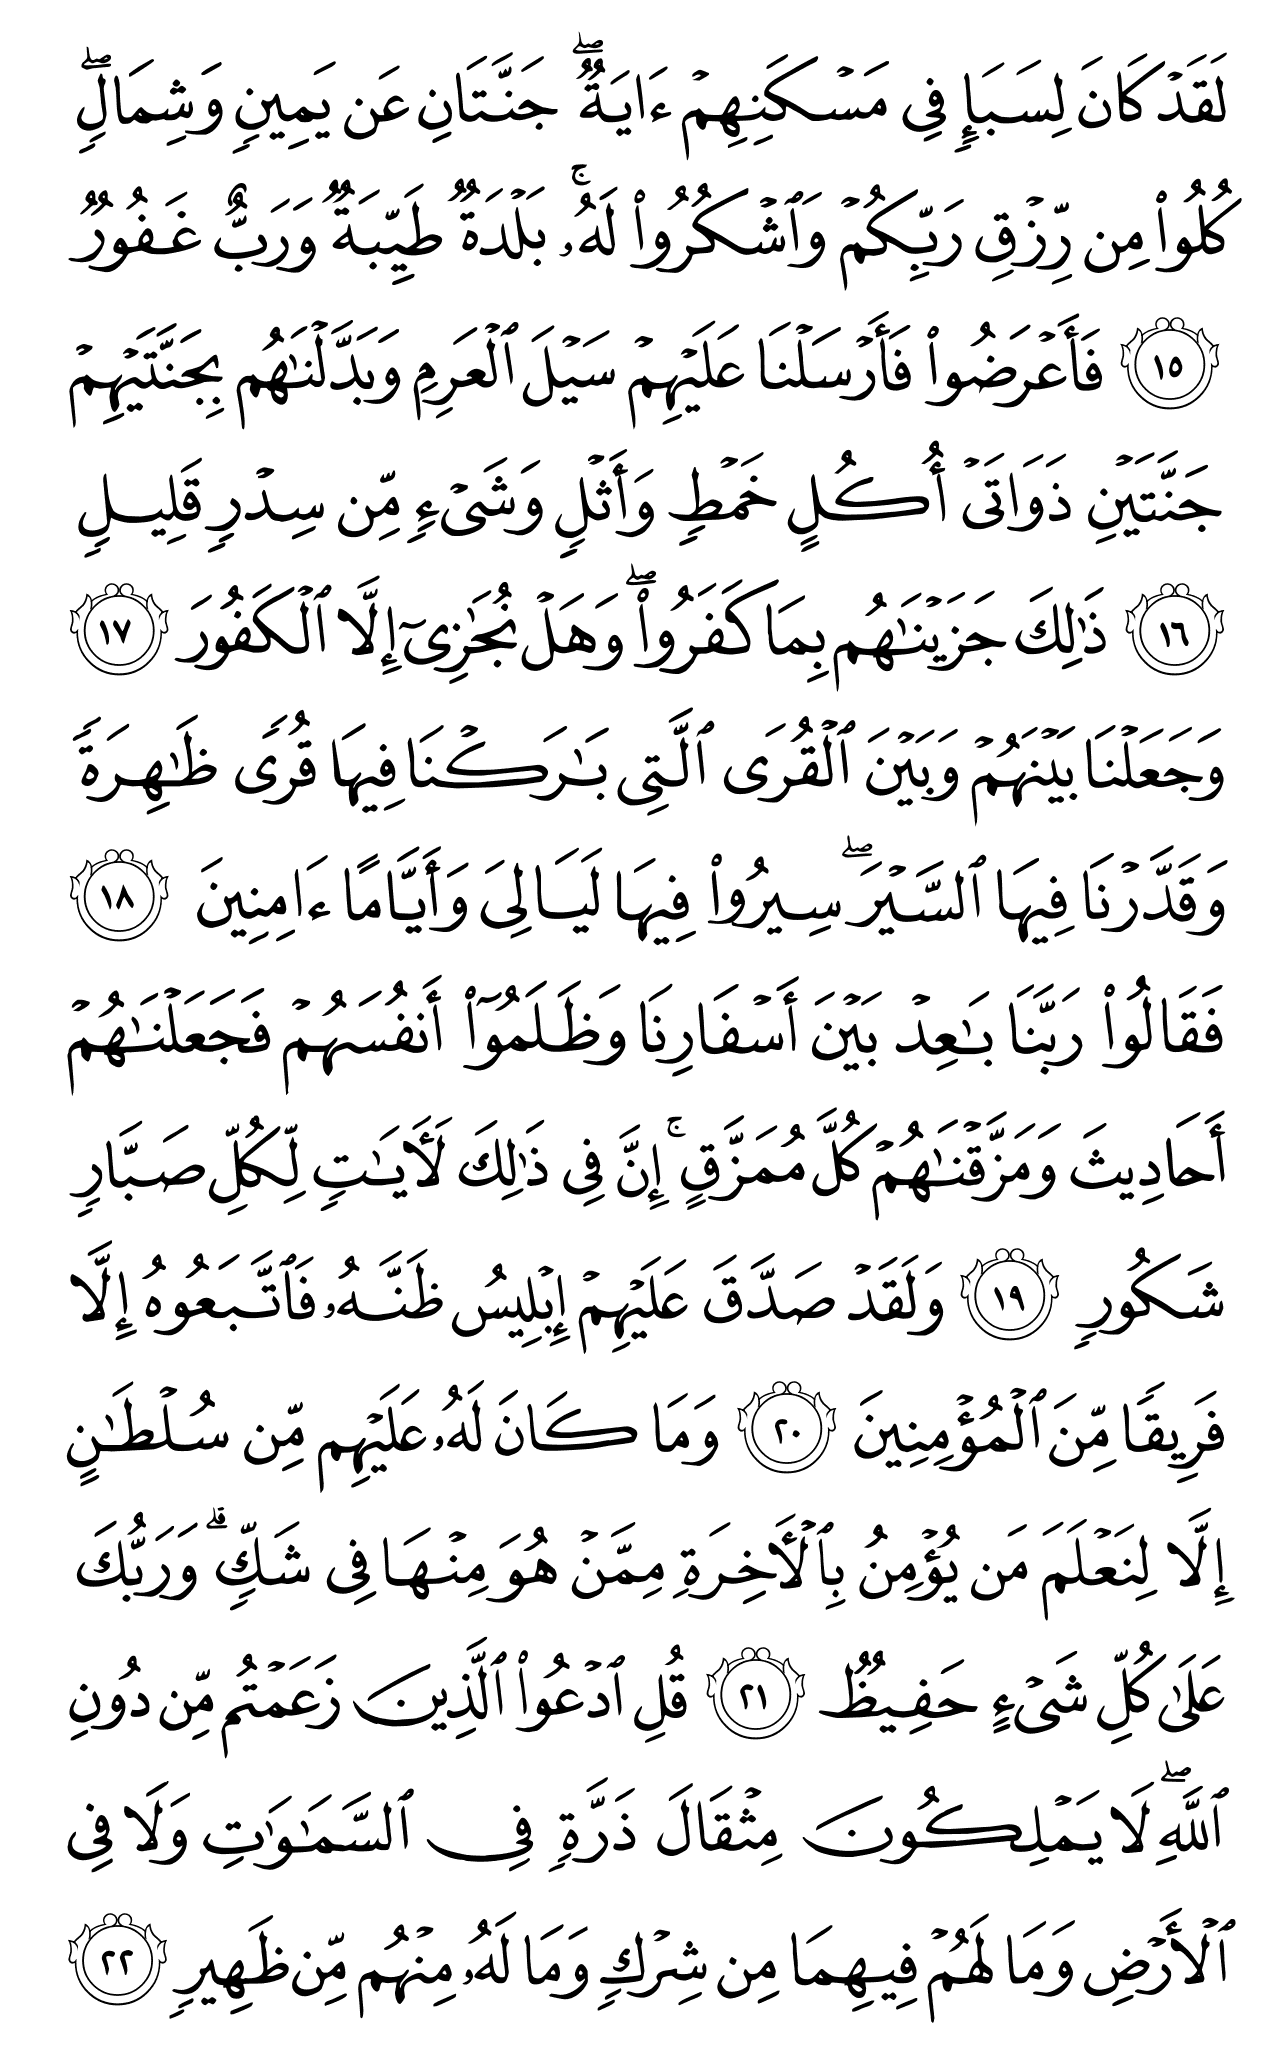 لَقَدۡ كَانَ لِسَبَإٖ فِي مَسۡكَنِهِمۡ ءَايَةٞۖ جَنَّتَانِ عَن يَمِينٖ وَشِمَالٖۖ
كُلُواْ مِن رِّزۡقِ رَبِّكُمۡ وَٱشۡكُرُواْ لَهُۥۚ بَلۡدَةٞ طَيِّبَةٞ وَرَبٌّ غَفُورٞ
١٥ فَأَعۡرَضُواْ فَأَرۡسَلۡنَا عَلَيۡهِمۡ سَيۡلَ ٱلۡعَرِمِ وَبَدَّلۡنَٰهُم بِجَنَّتَيۡهِمۡ
جَنَّتَيۡنِ ذَوَاتَيۡ أُكُلٍ خَمۡطٖ وَأَثۡلٖ وَشَيۡءٖ مِّن سِدۡرٖ قَلِيلٖ
١٦ ذَٰلِكَ جَزَيۡنَٰهُم بِمَا كَفَرُواْۖ وَهَلۡ نُجَٰزِيٓ إِلَّا ٱلۡكَفُورَ ١٧
وَجَعَلۡنَا بَيۡنَهُمۡ وَبَيۡنَ ٱلۡقُرَى ٱلَّتِي بَٰرَكۡنَا فِيهَا قُرٗى ظَٰهِرَةٗ
وَقَدَّرۡنَا فِيهَا ٱلسَّيۡرَۖ سِيرُواْ فِيهَا لَيَالِيَ وَأَيَّامًا ءَامِنِينَ ١٨
فَقَالُواْ رَبَّنَا بَٰعِدۡ بَيۡنَ أَسۡفَارِنَا وَظَلَمُوٓاْ أَنفُسَهُمۡ فَجَعَلۡنَٰهُمۡ
أَحَادِيثَ وَمَزَّقۡنَٰهُمۡ كُلَّ مُمَزَّقٍۚ إِنَّ فِي ذَٰلِكَ لَأٓيَٰتٖ لِّكُلِّ صَبَّارٖ
شَكُورٖ ١٩ وَلَقَدۡ صَدَّقَ عَلَيۡهِمۡ إِبۡلِيسُ ظَنَّهُۥ فَٱتَّبَعُوهُ إِلَّا
فَرِيقٗا مِّنَ ٱلۡمُؤۡمِنِينَ ٢٠ وَمَا كَانَ لَهُۥ عَلَيۡهِم مِّن سُلۡطَٰنٍ
إِلَّا لِنَعۡلَمَ مَن يُؤۡمِنُ بِٱلۡأٓخِرَةِ مِمَّنۡ هُوَ مِنۡهَا فِي شَكّٖۗ وَرَبُّكَ
عَلَىٰ كُلِّ شَيۡءٍ حَفِيظٞ ٢١ قُلِ ٱدۡعُواْ ٱلَّذِينَ زَعَمۡتُم مِّن دُونِ
ٱللَّهِۖ لَا يَمۡلِكُونَ مِثۡقَالَ ذَرَّةٖ فِي ٱلسَّمَٰوَٰتِ وَلَا فِي
ٱلۡأَرۡضِ وَمَا لَهُمۡ فِيهِمَا مِن شِرۡكٖ وَمَا لَهُۥ مِنۡهُم مِّن ظَهِيرٖ ٢٢